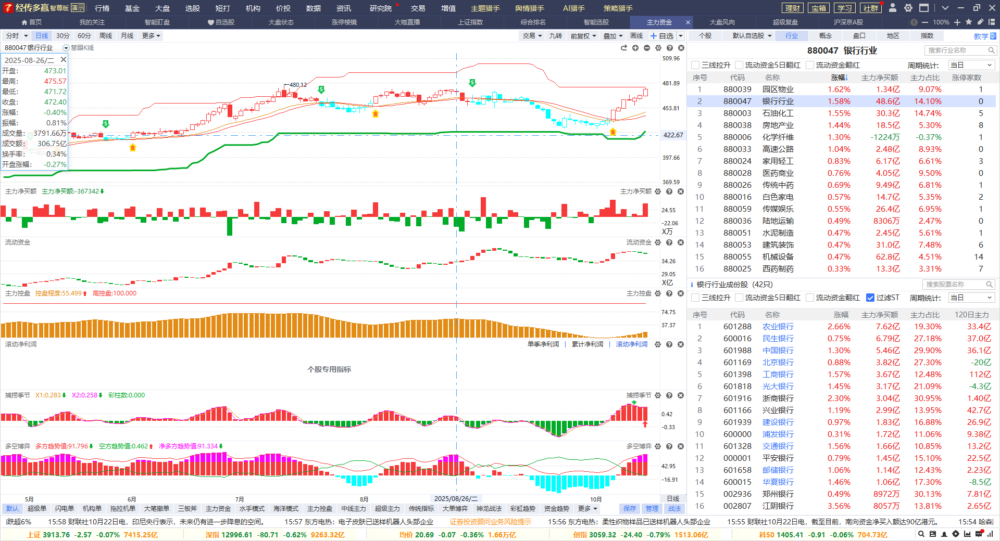 经传多赢 智尊版 演示 行情 基金 大盘 选股 短打 机构 价投 数据 资讯 研究院 交易 增值 主题猎手 舆情猎手 AI猎手 策略猎手 理财 宝箱 学习 社群
首页 我的关注 智能盯盘 自选股 大盘状态 涨停棱镜 大咖直播 上证指数 综合排名 智能选股 主力资金 × 大盘风向 超级复盘 沪深京A股 100%
分时 日线 30分 60分 周线 月线 更多 交易 九转 前复权 叠加 画线 自选 个股 默认自选股 行业 概念 盘口 地区 指数 教学
880047 银行行业 慧眼K线
2025-08-26/二
开盘: 473.01
最高: 475.57
最低: 471.72
收盘: 472.40
涨幅: -0.40%
振幅: 0.81%
成交量: 3791.66万
成交额: 306.75亿
换手率: 0.34%
开盘涨幅: -0.27%
←480.12
S
S
S
B
B
B
509.96
481.89
453.81
422.67
397.66
369.59
主力净买额 主力净买额:-367342 主力净买额
24.55
-22.06
X万
流动资金 流动资金
34.26
29.05
X亿
主力控盘 控盘程度:55.499 高控盘:100.000 主力控盘
74.75
37.37
滚动净利润 单季净利润 | 累计净利润 | 滚动净利润
个股专用指标
捕捞季节 X1:0.283 X2:0.258 彩柱数:0.000 捕捞季节
0.42
-0.33
多空博弈 多方趋势值:91.796 空方趋势值:0.462 净多方趋势值:91.334 多空博弈
42.95
-16.91
5月 6月 7月 8月 2025/08/26/二 10月 日线
默认 超级单 闪电单 机构单 拖拉机单 大笔撤单 三板斧 主力资金 水手模式 海洋模式 主力控盘 中线主力 超级主力 传统指标 大单博弈 神龙战法 彩虹趋势 资金趋势 更多 保存 管理 战法
880047 银行行业
搜索行业名称
三线拉升 流动资金5日翻红 流动资金翻红 周期统计: 当日
序号 代码 名称 涨幅↓ 主力净买额 主力占比 涨停家数
1 880039 园区物业 1.62% 1.34亿 9.07% 1
2 880047 银行行业 1.58% 48.6亿 14.10% 0
3 880003 石油化工 1.55% 30.3亿 14.74% 5
4 880038 房地产业 1.44% 18.5亿 5.30% 8
5 880006 化学纤维 1.30% -1224万 -0.37% 1
6 880033 高速公路 1.04% 2.48亿 8.93% 0
7 880024 家用轻工 0.83% 6.17亿 6.61% 3
8 880028 医药商业 0.76% 4.05亿 9.50% 0
9 880026 传统中药 0.69% 9.49亿 6.81% 1
10 880016 白色家电 0.57% 14.7亿 5.35% 2
11 880059 传媒娱乐 0.55% 26.4亿 6.95% 1
12 880036 陆地运输 0.49% 8306万 2.47% 0
13 880051 水泥制造 0.47% 2.45亿 5.61% 1
14 880053 建筑装饰 0.47% 31.0亿 7.48% 6
15 880055 机械设备 0.47% 62.8亿 4.51% 14
16 880025 西药制药 0.33% 13.3亿 3.31% 7
银行行业成份股 (42只) 搜索股票名称
三线拉升 流动资金5日翻红 流动资金翻红 过滤ST 周期统计: 当日
序号 代码 名称 涨幅 主力净买额 主力占比 120日主力
1 601288 农业银行 2.66% 7.62亿 19.30% 33.4亿
2 600016 民生银行 0.75% 6.79亿 27.18% 37.0亿
3 601988 中国银行 1.30% 5.46亿 29.90% 36.1亿
4 601169 北京银行 0.88% 3.82亿 27.30% -20亿
5 601398 工商银行 1.57% 3.67亿 12.48% 112亿
6 601818 光大银行 1.45% 3.17亿 21.09% -4.3亿
7 601916 浙商银行 2.30% 3.04亿 30.95% 1.40亿
8 601166 兴业银行 1.19% 2.99亿 13.95% 42.7亿
9 601939 建设银行 0.97% 1.83亿 16.88% 26.9亿
10 600000 浦发银行 0.31% 1.72亿 11.06% 9.38亿
11 601328 交通银行 1.56% 1.66亿 10.85% 13.2亿
12 000001 平安银行 0.79% 1.45亿 15.10% 22.5亿
13 601658 邮储银行 1.06% 1.14亿 12.43% 2.23亿
14 600015 华夏银行 1.46% 1.06亿 17.30% -8.5亿
15 002936 郑州银行 0.49% 8972万 30.13% 7.81亿
16 002807 江阴银行 3.56% 8057万 13.81% 2.65亿
跌超6% 15:58 财联社10月22日电，印尼央行表示，未来仍有进一步降息的空间。 15:57 东方电热：电子皮肤已送样机器人头部企业 证券投资顾问业务风险提示 15:56 东方电热：柔性织物样品已送样机器人头部企业 15:55 财联社10月22日电，截至目前，南向资金净买入额达90亿港元。 15:54 哈森
上证 3913.76 -2.57 -0.07% 7415.25亿 深指 12996.61 -80.71 -0.62% 9263.32亿 均价 20.69 -0.07 -0.36% 1.66万亿 创指 3059.32 -24.40 -0.79% 1513.06亿 科50 1405.41 -0.91 -0.06% 704.73亿